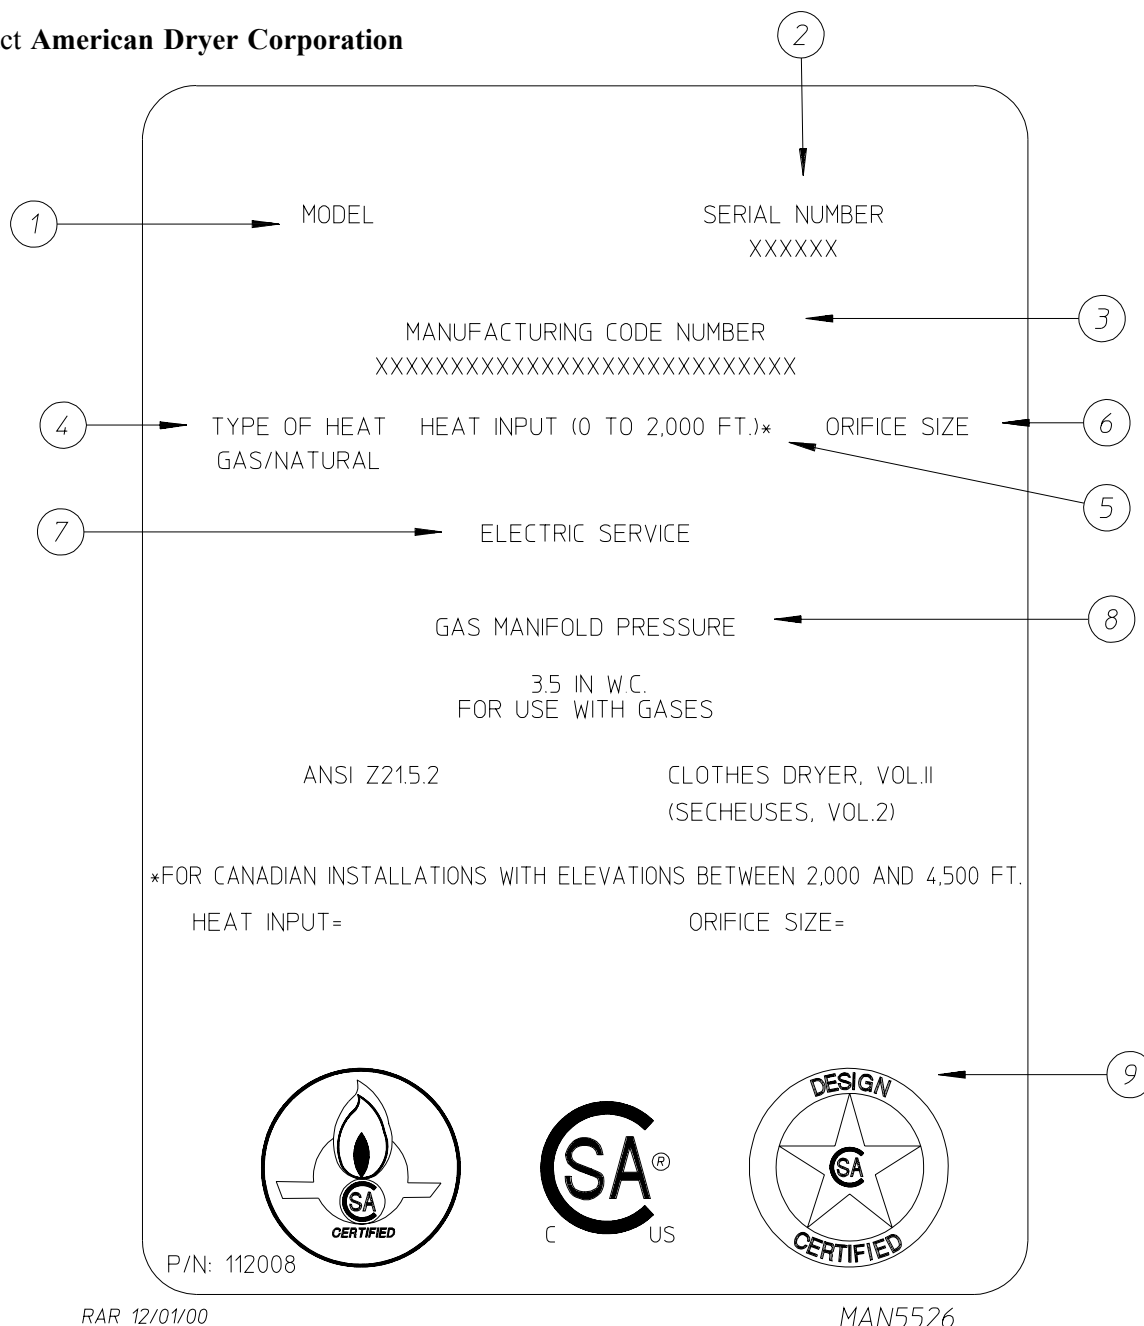 ct American Dryer Corporation
2
1
MODEL
SERIAL NUMBER
XXXXXX
3
MANUFACTURING CODE NUMBER
XXXXXXXXXXXXXXXXXXXXXXXXXXXX
4
TYPE OF HEAT HEAT INPUT (0 TO 2,000 FT.)* ORIFICE SIZE
6
GAS/NATURAL
5
7
ELECTRIC SERVICE
8
GAS MANIFOLD PRESSURE
3.5 IN W.C.
FOR USE WITH GASES
ANSI Z21.5.2
CLOTHES DRYER, VOL.II
(SECHEUSES, VOL.2)
*FOR CANADIAN INSTALLATIONS WITH ELEVATIONS BETWEEN 2,000 AND 4,500 FT.
HEAT INPUT=
ORIFICE SIZE=
9
SA
CERTIFIED
CSA ®
C US
DESIGN
CSA
CERTIFIED
P/N: 112008
RAR 12/01/00
MAN5526